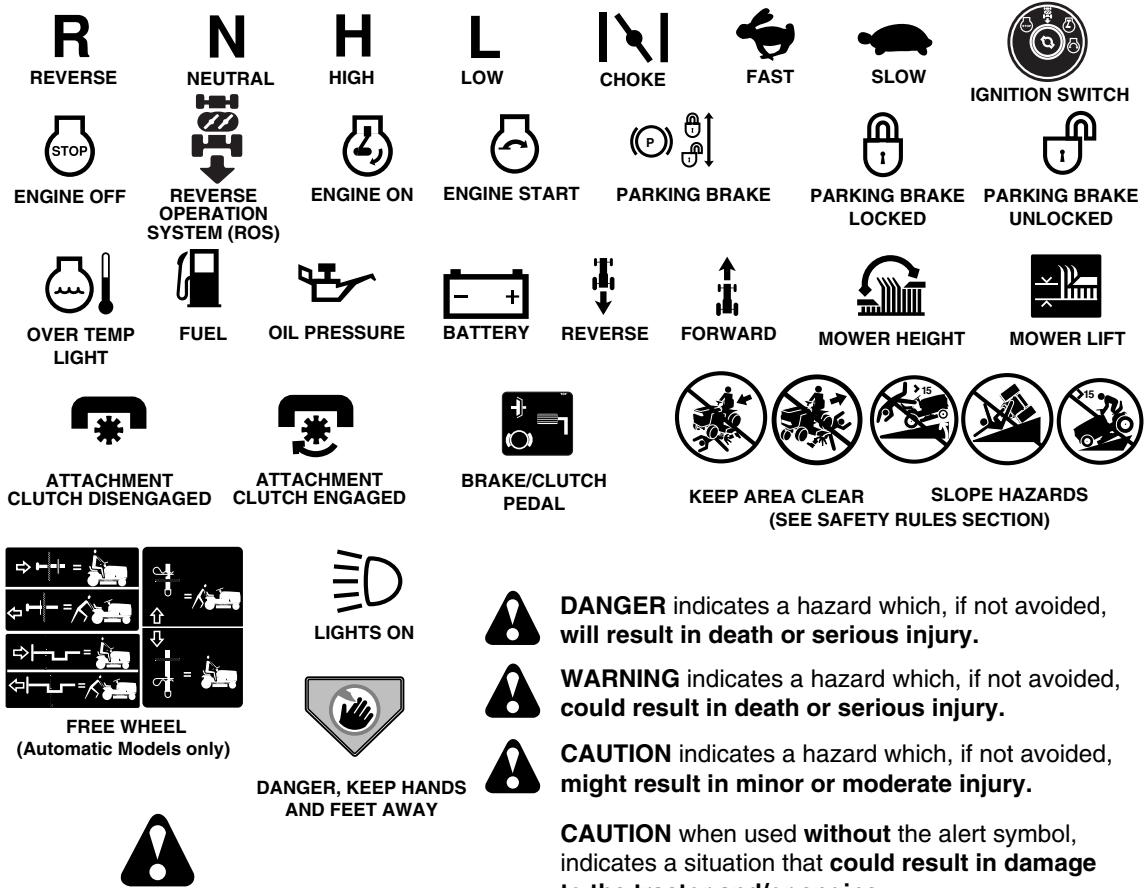 R N H L
REVERSE NEUTRAL HIGH LOW CHOKE FAST SLOW IGNITION SWITCH
STOP
P
ENGINE OFF
REVERSE
OPERATION
SYSTEM (ROS)
ENGINE ON
ENGINE START
PARKING BRAKE
PARKING BRAKE
LOCKED
PARKING BRAKE
UNLOCKED
OVER TEMP
LIGHT
FUEL
OIL PRESSURE
- +
BATTERY
REVERSE
FORWARD
MOWER HEIGHT
MOWER LIFT
ATTACHMENT
CLUTCH DISENGAGED
ATTACHMENT
CLUTCH ENGAGED
BRAKE/CLUTCH
PEDAL
>15
>15
KEEP AREA CLEAR
SLOPE HAZARDS
(SEE SAFETY RULES SECTION)
= =
= =
=
=
FREE WHEEL
(Automatic Models only)
LIGHTS ON
DANGER, KEEP HANDS
AND FEET AWAY
DANGER indicates a hazard which, if not avoided,
will result in death or serious injury.
WARNING indicates a hazard which, if not avoided,
could result in death or serious injury.
CAUTION indicates a hazard which, if not avoided,
might result in minor or moderate injury.
CAUTION when used without the alert symbol,
indicates a situation that could result in damage
to the tractor and/or engine